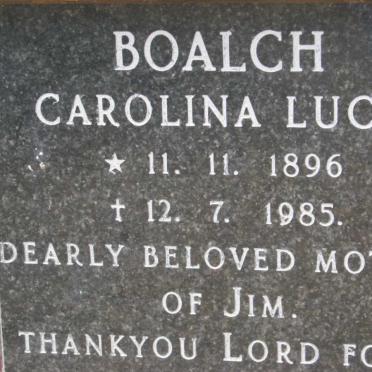 BOALCH
CAROLINA LUC
★ 11. 11. 1896
† 12. 7. 1985.
DEARLY BELOVED MOT
OF JIM.
THANKYOU LORD FO